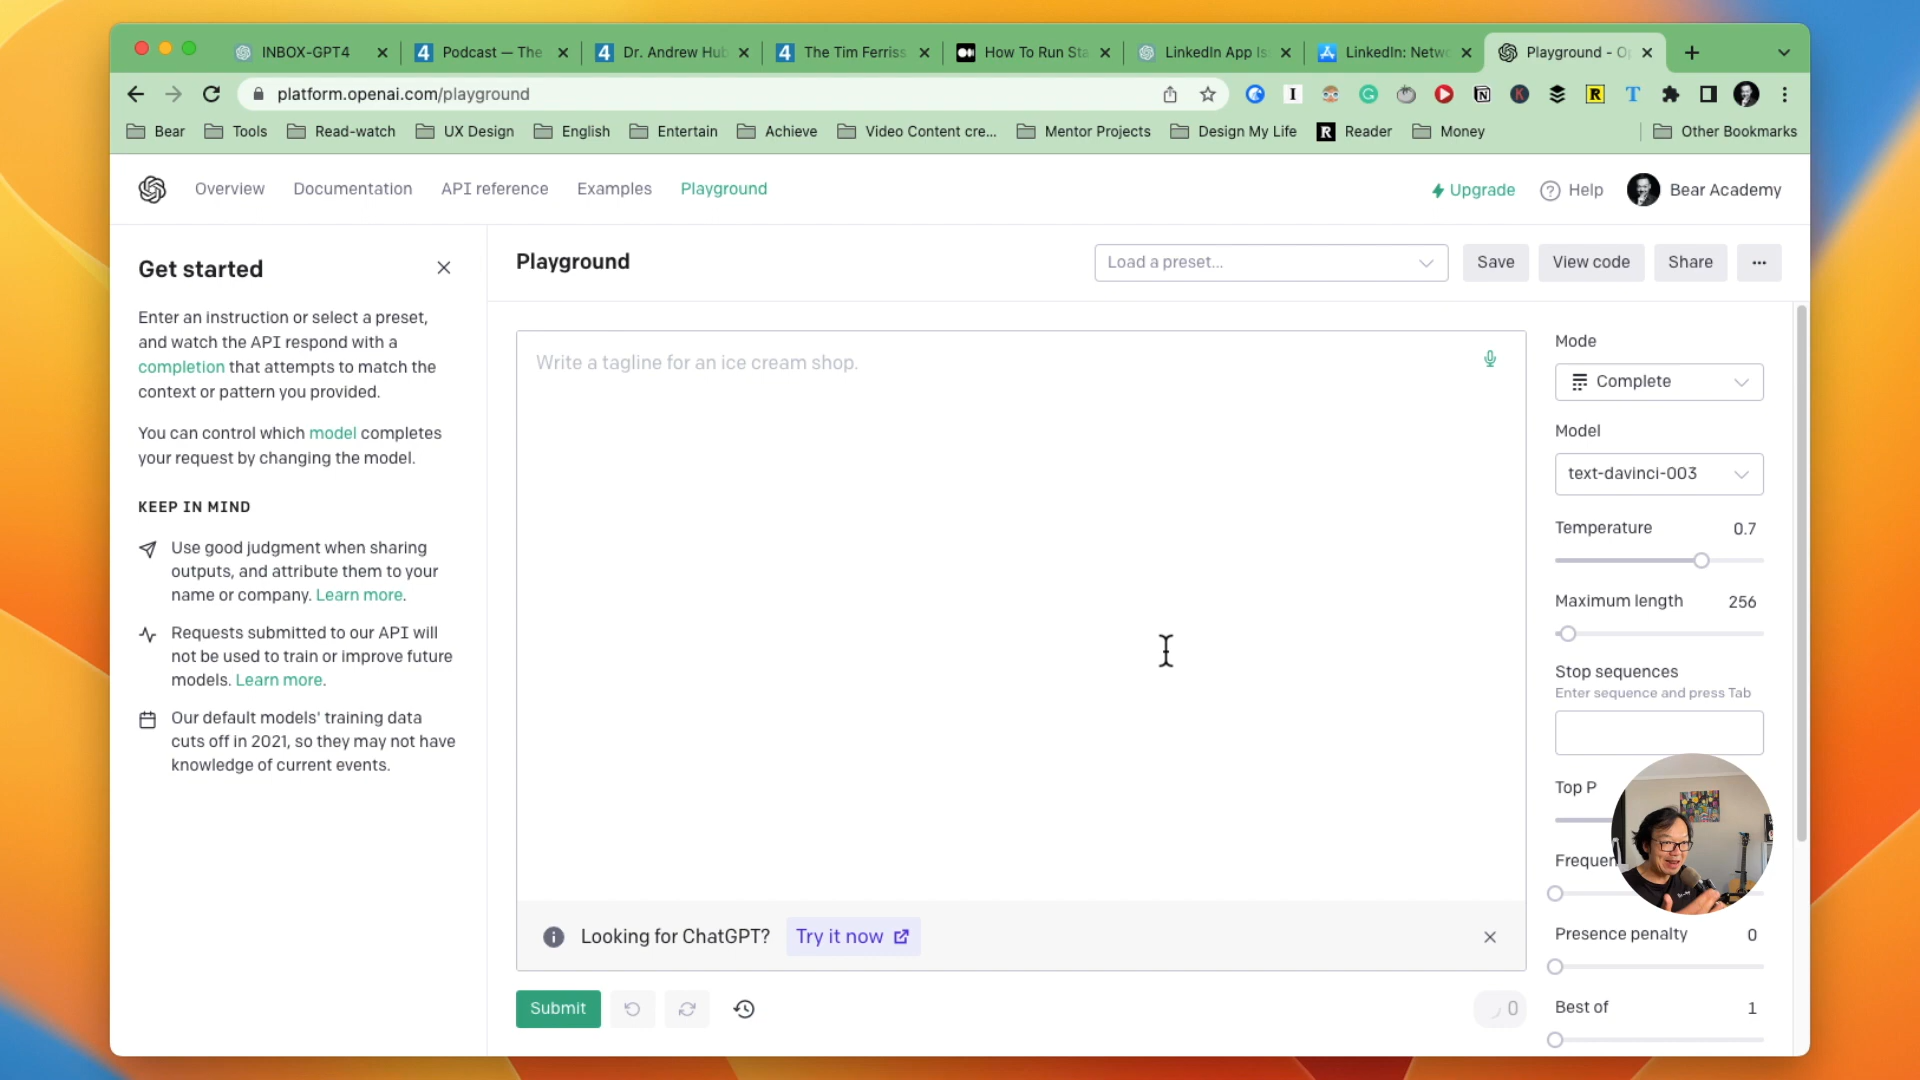 INBOX-GPT4
Podcast — The
Dr. Andrew Hub
The Tim Ferriss
How To Run Sta
LinkedIn App Is
LinkedIn: Netwo
Playground - Op
platform.openai.com/playground
Bear
Tools
Read-watch
UX Design
English
Entertain
Achieve
Video Content cre...
Mentor Projects
Design My Life
Reader
Money
Other Bookmarks
Overview
Documentation
API reference
Examples
Playground
Upgrade
Help
Bear Academy
Get started
Enter an instruction or select a preset,
and watch the API respond with a
completion that attempts to match the
context or pattern you provided.
You can control which model completes
your request by changing the model.
KEEP IN MIND
Use good judgment when sharing
outputs, and attribute them to your
name or company. Learn more.
Requests submitted to our API will
not be used to train or improve future
models. Learn more.
Our default models' training data
cuts off in 2021, so they may not have
knowledge of current events.
Playground
Load a preset...
Save
View code
Share
...
Write a tagline for an ice cream shop.
Looking for ChatGPT?
Try it now
Submit
0
Mode
Complete
Model
text-davinci-003
Temperature
0.7
Maximum length
256
Stop sequences
Enter sequence and press Tab
Top P
Frequen
Presence penalty
0
Best of
1